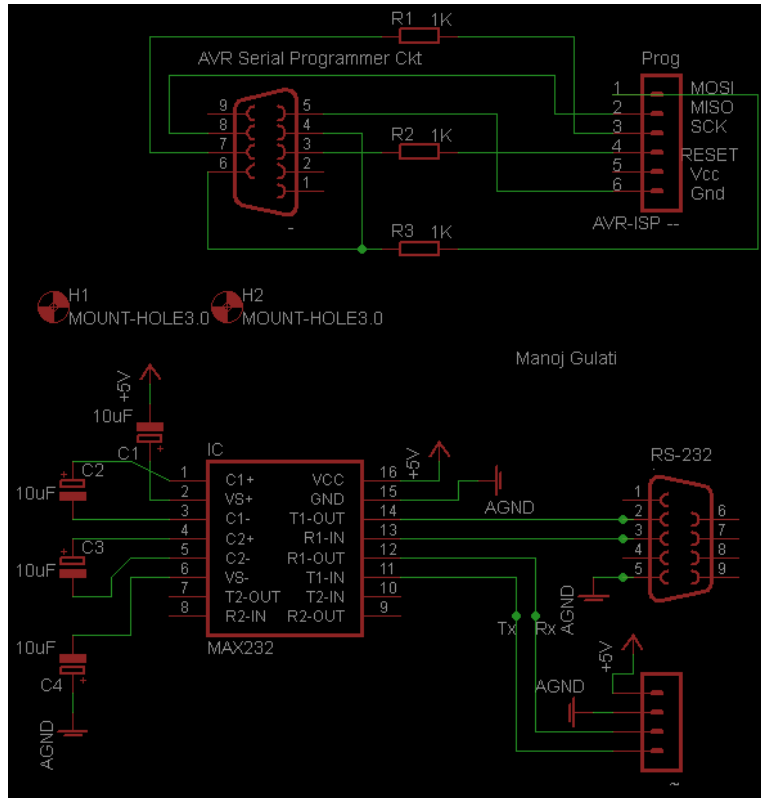 R1 1K
AVR Serial Programmer Ckt
Prog
9
8
7
6
5
4
3
2
1
R2 1K
R3 1K
1 MOSI
2 MISO
3 SCK
4 RESET
5 Vcc
6 Gnd
AVR-ISP --
-
H1
MOUNT-HOLE3.0
H2
MOUNT-HOLE3.0
Manoj Gulati
+5V
10uF
C1
C2
10uF
C3
10uF
10uF
C4
AGND
IC
1 C1+ VCC 16
2 VS+ GND 15
3 C1- T1-OUT 14
4 C2+ R1-IN 13
5 C2- R1-OUT 12
6 VS- T1-IN 11
7 T2-OUT T2-IN 10
8 R2-IN R2-OUT 9
MAX232
+5V
AGND
RS-232
1
2
3
4
5
6
7
8
9
AGND
Tx Rx
+5V
AGND
~